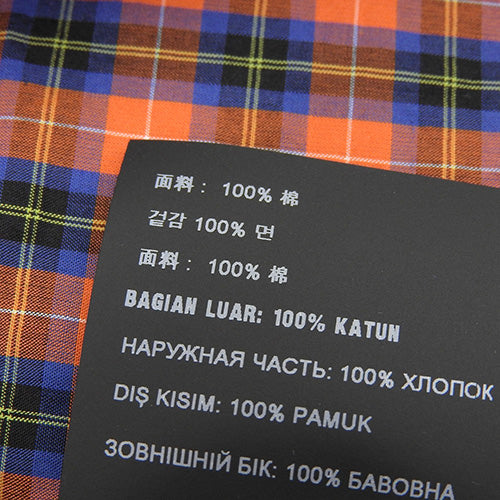 面料： 100% 棉
겉감 100% 면
面料： 100% 棉
BAGIAN LUAR: 100% KATUN
НАРУЖНАЯ ЧАСТЬ: 100% ХЛОПОК
DIŞ KISIM: 100% PAMUK
ЗОВНІШНІЙ БІК: 100% БАВОВНА